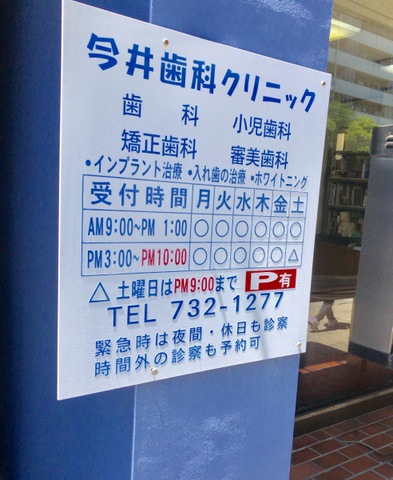 今井歯科クリニック
歯 科 小児歯科
矯正歯科 審美歯科
・インプラント治療 ・入れ歯の治療 ・ホワイトニング
受付時間 月 火 水 木 金 土
AM9:00~PM 1:00 ○ ○ ○ ○ ○ ○
PM3:00~PM10:00 ○ ○ ○ ○ ○ △
△ 土曜日はPM9:00まで P有
TEL 732-1277
緊急時は夜間・休日も診察
時間外の診察も予約可